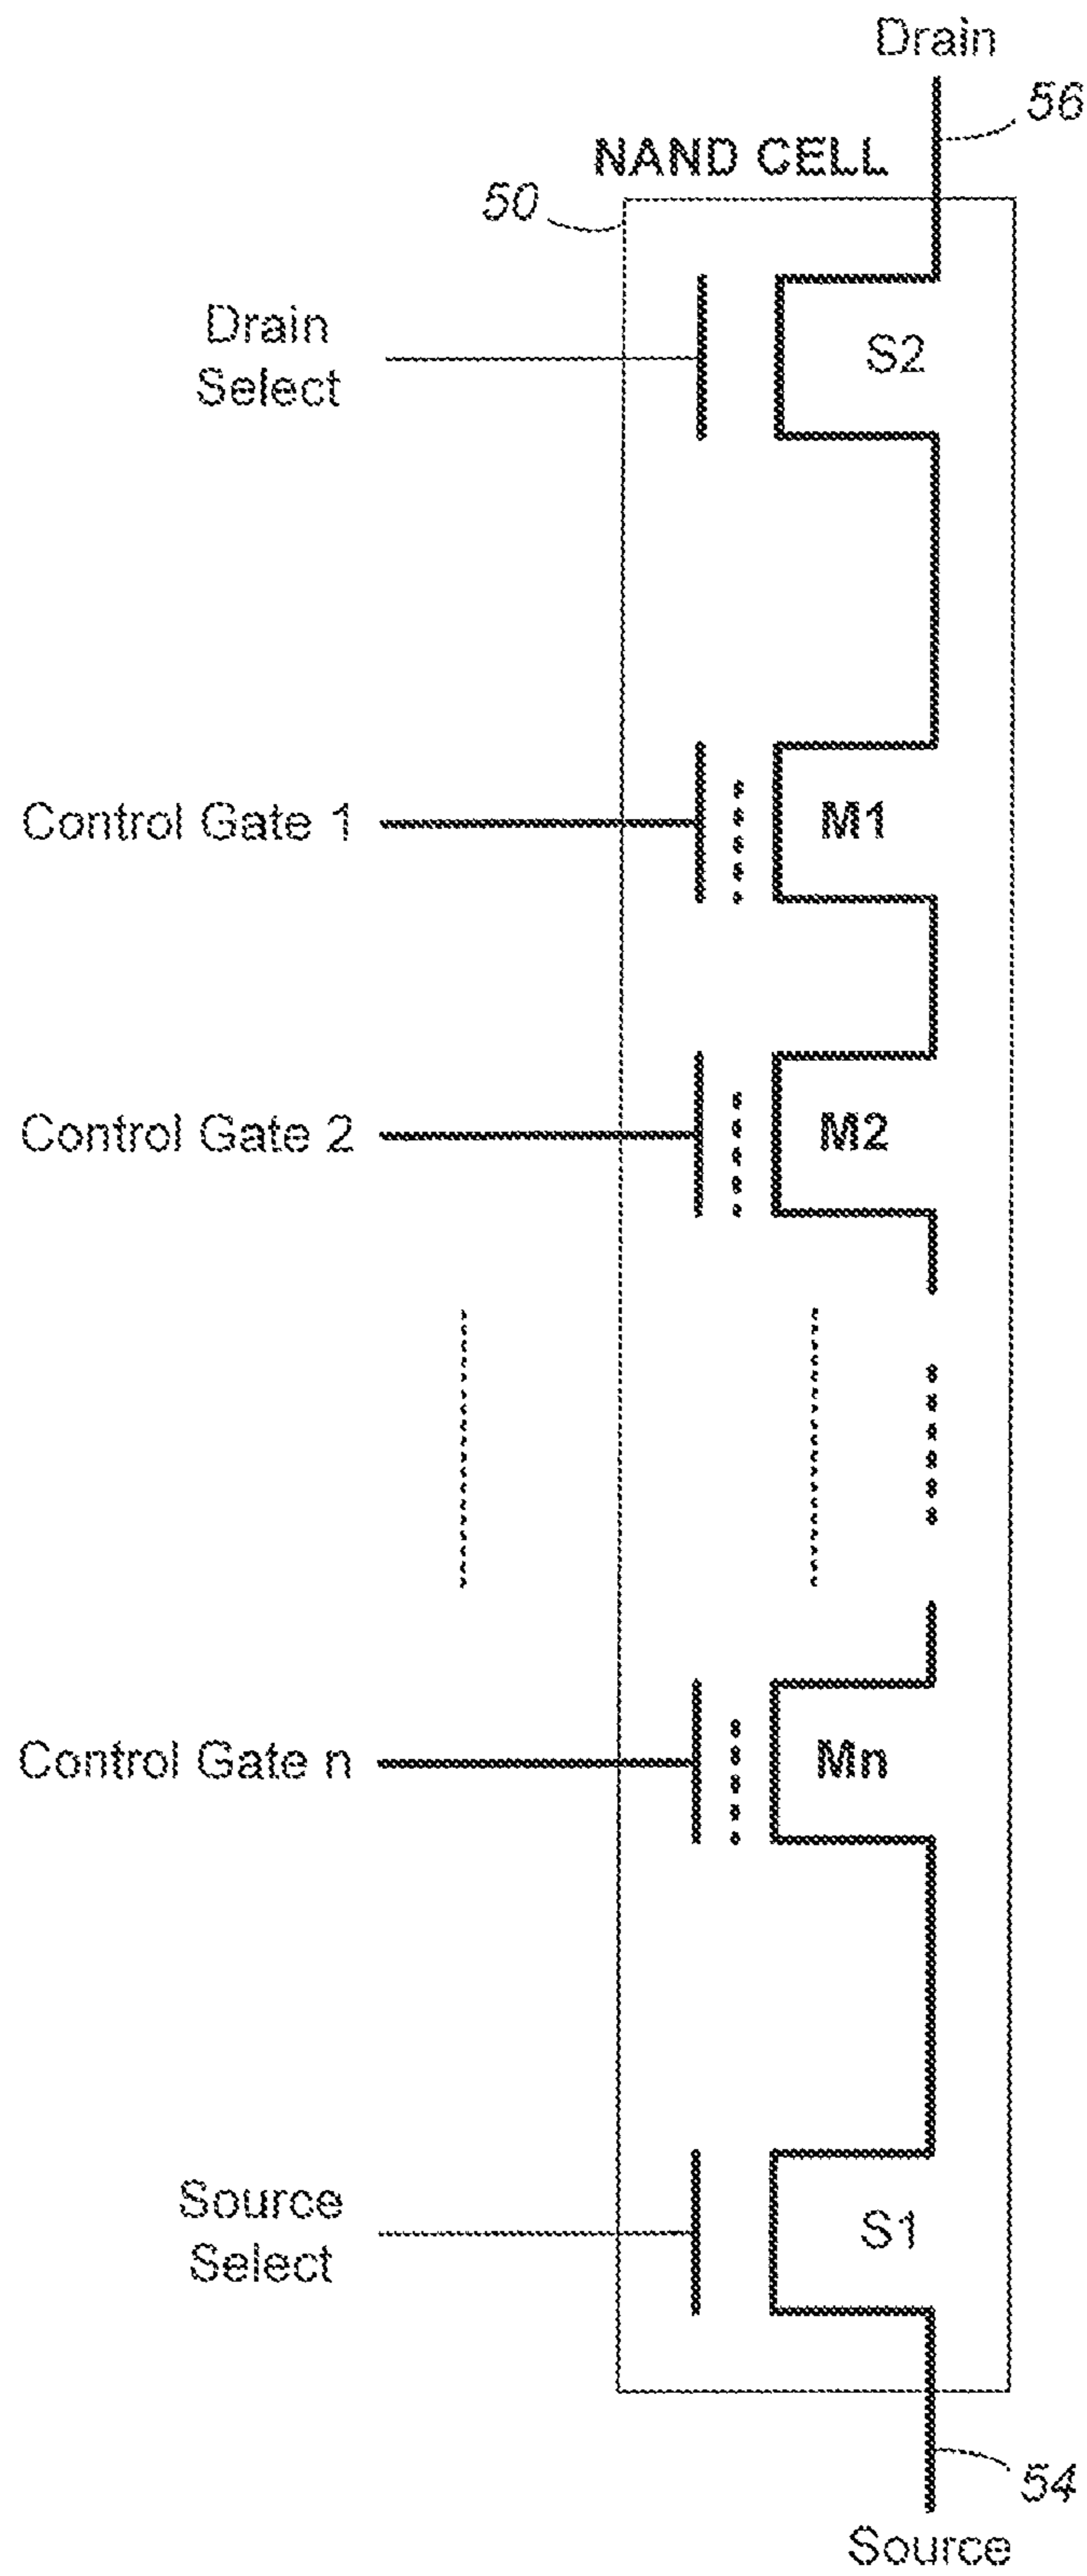 Drain
56
NAND CELL
50
Drain
Select
S2
Control Gate 1
M1
Control Gate 2
M2
Control Gate n
Mn
Source
Select
S1
54
Source